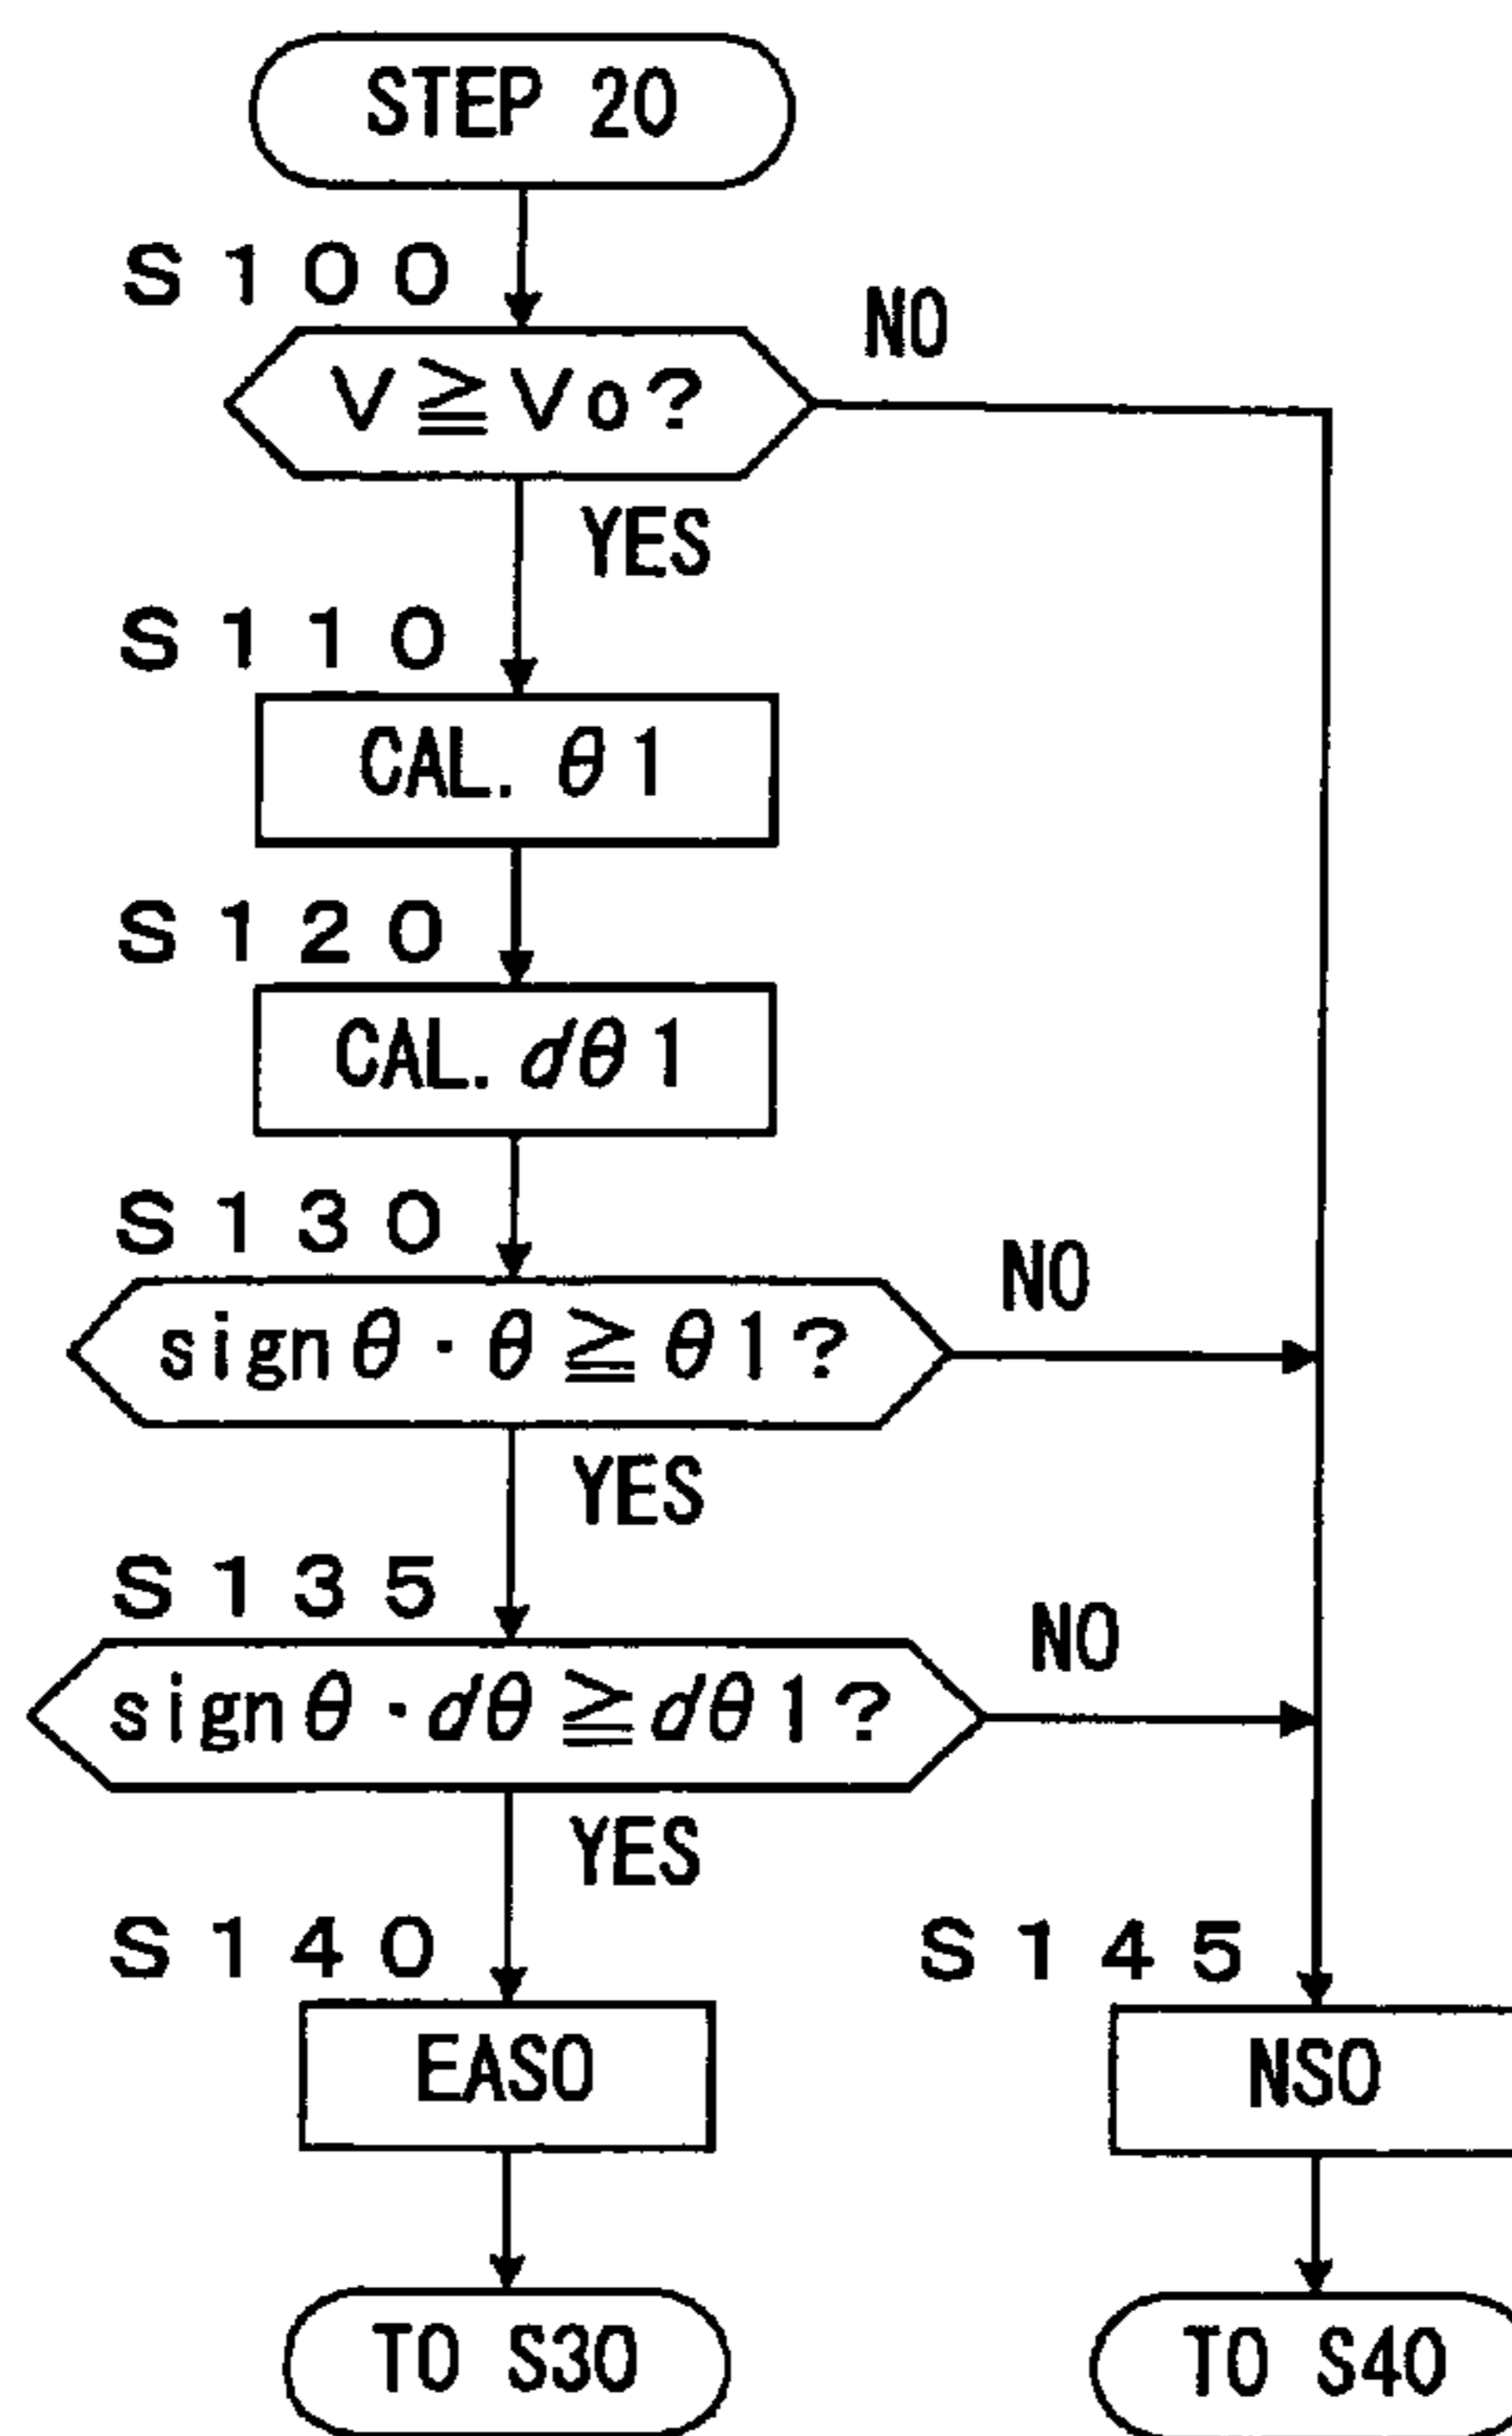 STEP 20
S100
NO
V≧Vo?
YES
S110
CAL. θ1
S120
CAL. dθ1
S130
NO
signθ・θ≧θ1?
YES
S135
NO
signθ・dθ≧dθ1?
YES
S140
S145
EASO
NSO
TO S30
TO S40